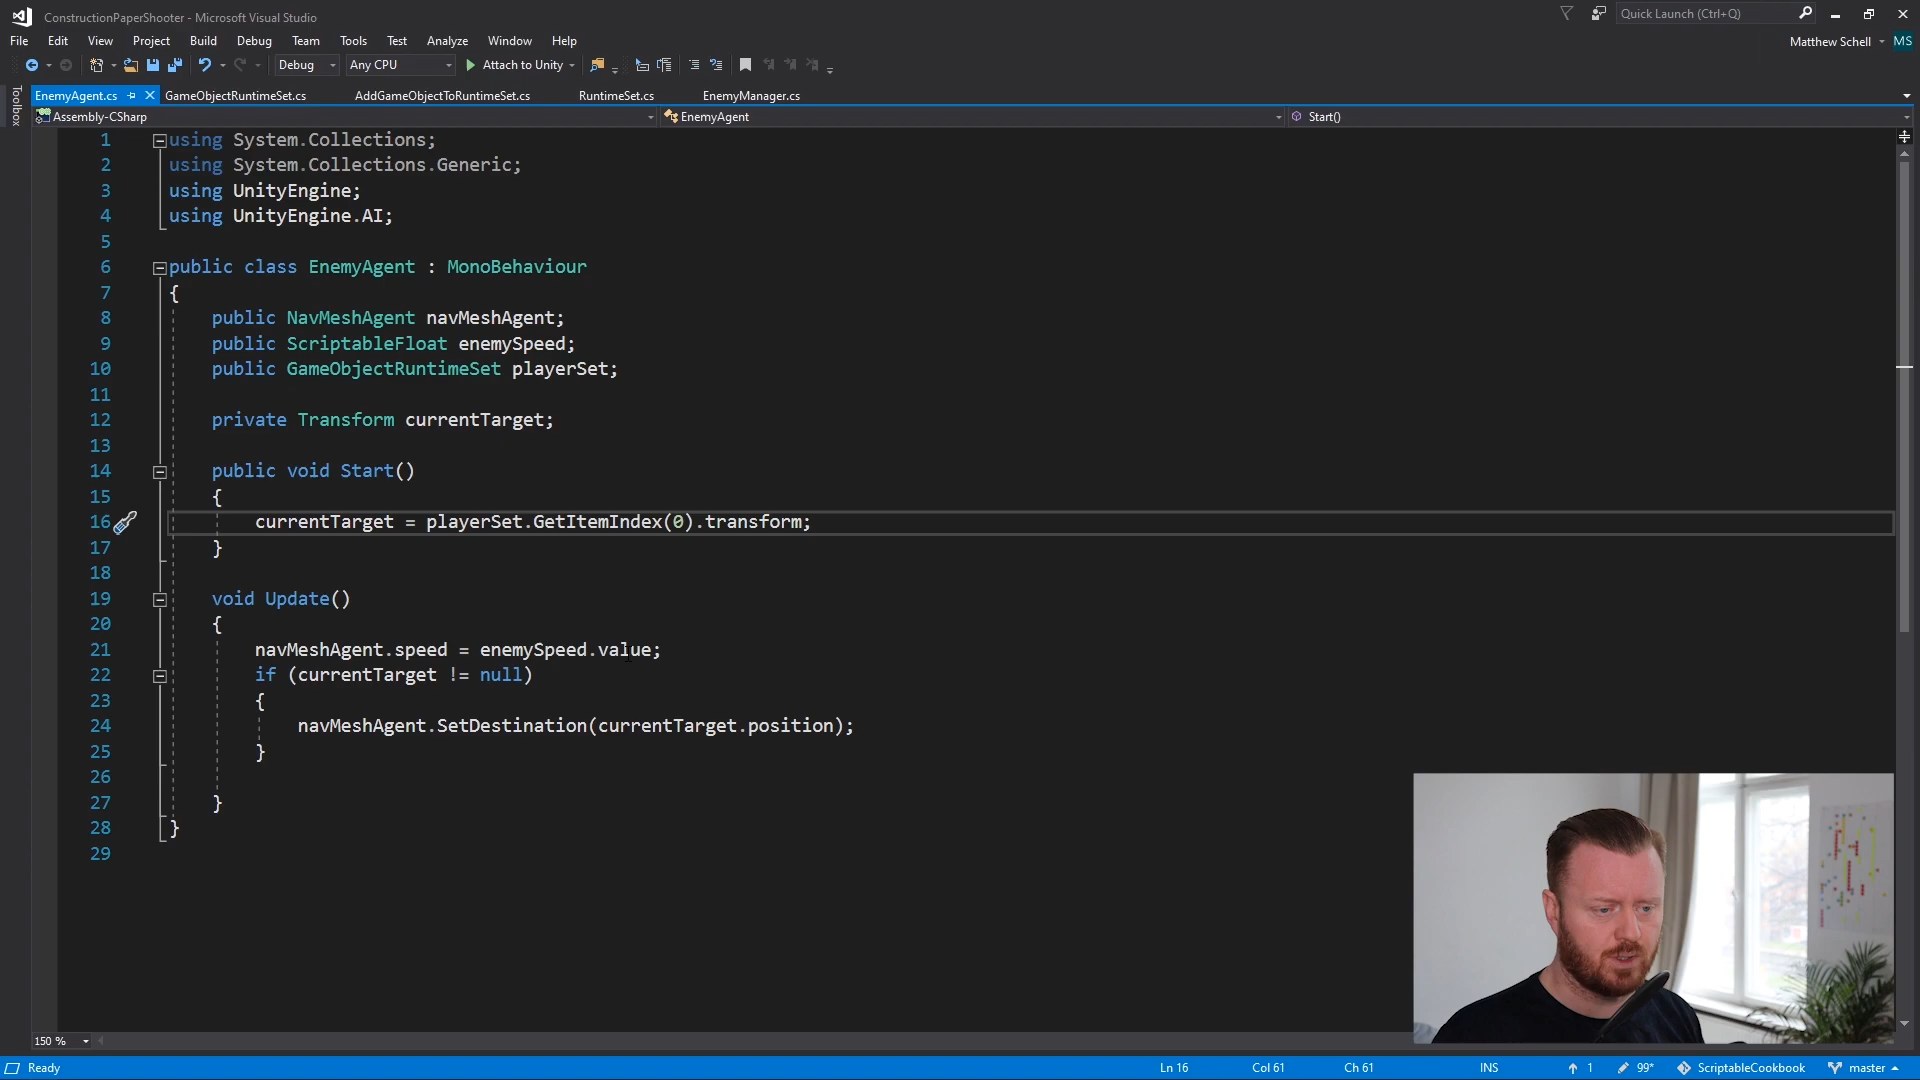 ConstructionPaperShooter - Microsoft Visual Studio
Quick Launch (Ctrl+Q)
File Edit View Project Build Debug Team Tools Test Analyze Window Help
Matthew Schell MS
Debug Any CPU Attach to Unity
Toolbox
EnemyAgent.cs GameObjectRuntimeSet.cs AddGameObjectToRuntimeSet.cs RuntimeSet.cs EnemyManager.cs
Assembly-CSharp EnemyAgent Start()
1 using System.Collections;
2 using System.Collections.Generic;
3 using UnityEngine;
4 using UnityEngine.AI;
5
6 public class EnemyAgent : MonoBehaviour
7 {
8 public NavMeshAgent navMeshAgent;
9 public ScriptableFloat enemySpeed;
10 public GameObjectRuntimeSet playerSet;
11
12 private Transform currentTarget;
13
14 public void Start()
15 {
16 currentTarget = playerSet.GetItemIndex(0).transform;
17 }
18
19 void Update()
20 {
21 navMeshAgent.speed = enemySpeed.value;
22 if (currentTarget != null)
23 {
24 navMeshAgent.SetDestination(currentTarget.position);
25 }
26
27 }
28 }
29
150 %
Ready Ln 16 Col 61 Ch 61 INS 1 99* ScriptableCookbook master